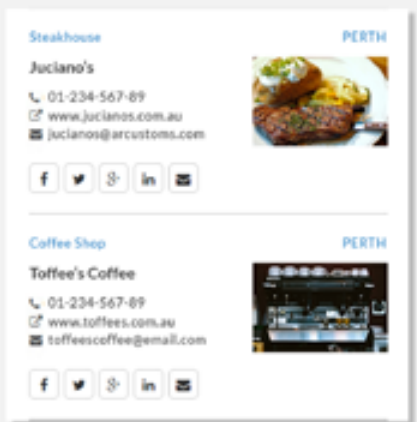 Steakhouse PERTH
Juciano's
01-234-567-89
www.jucianos.com.au
jucianos@arcustoms.com
Coffee Shop PERTH
Toffee's Coffee
01-234-567-89
www.toffees.com.au
toffeescoffee@email.com